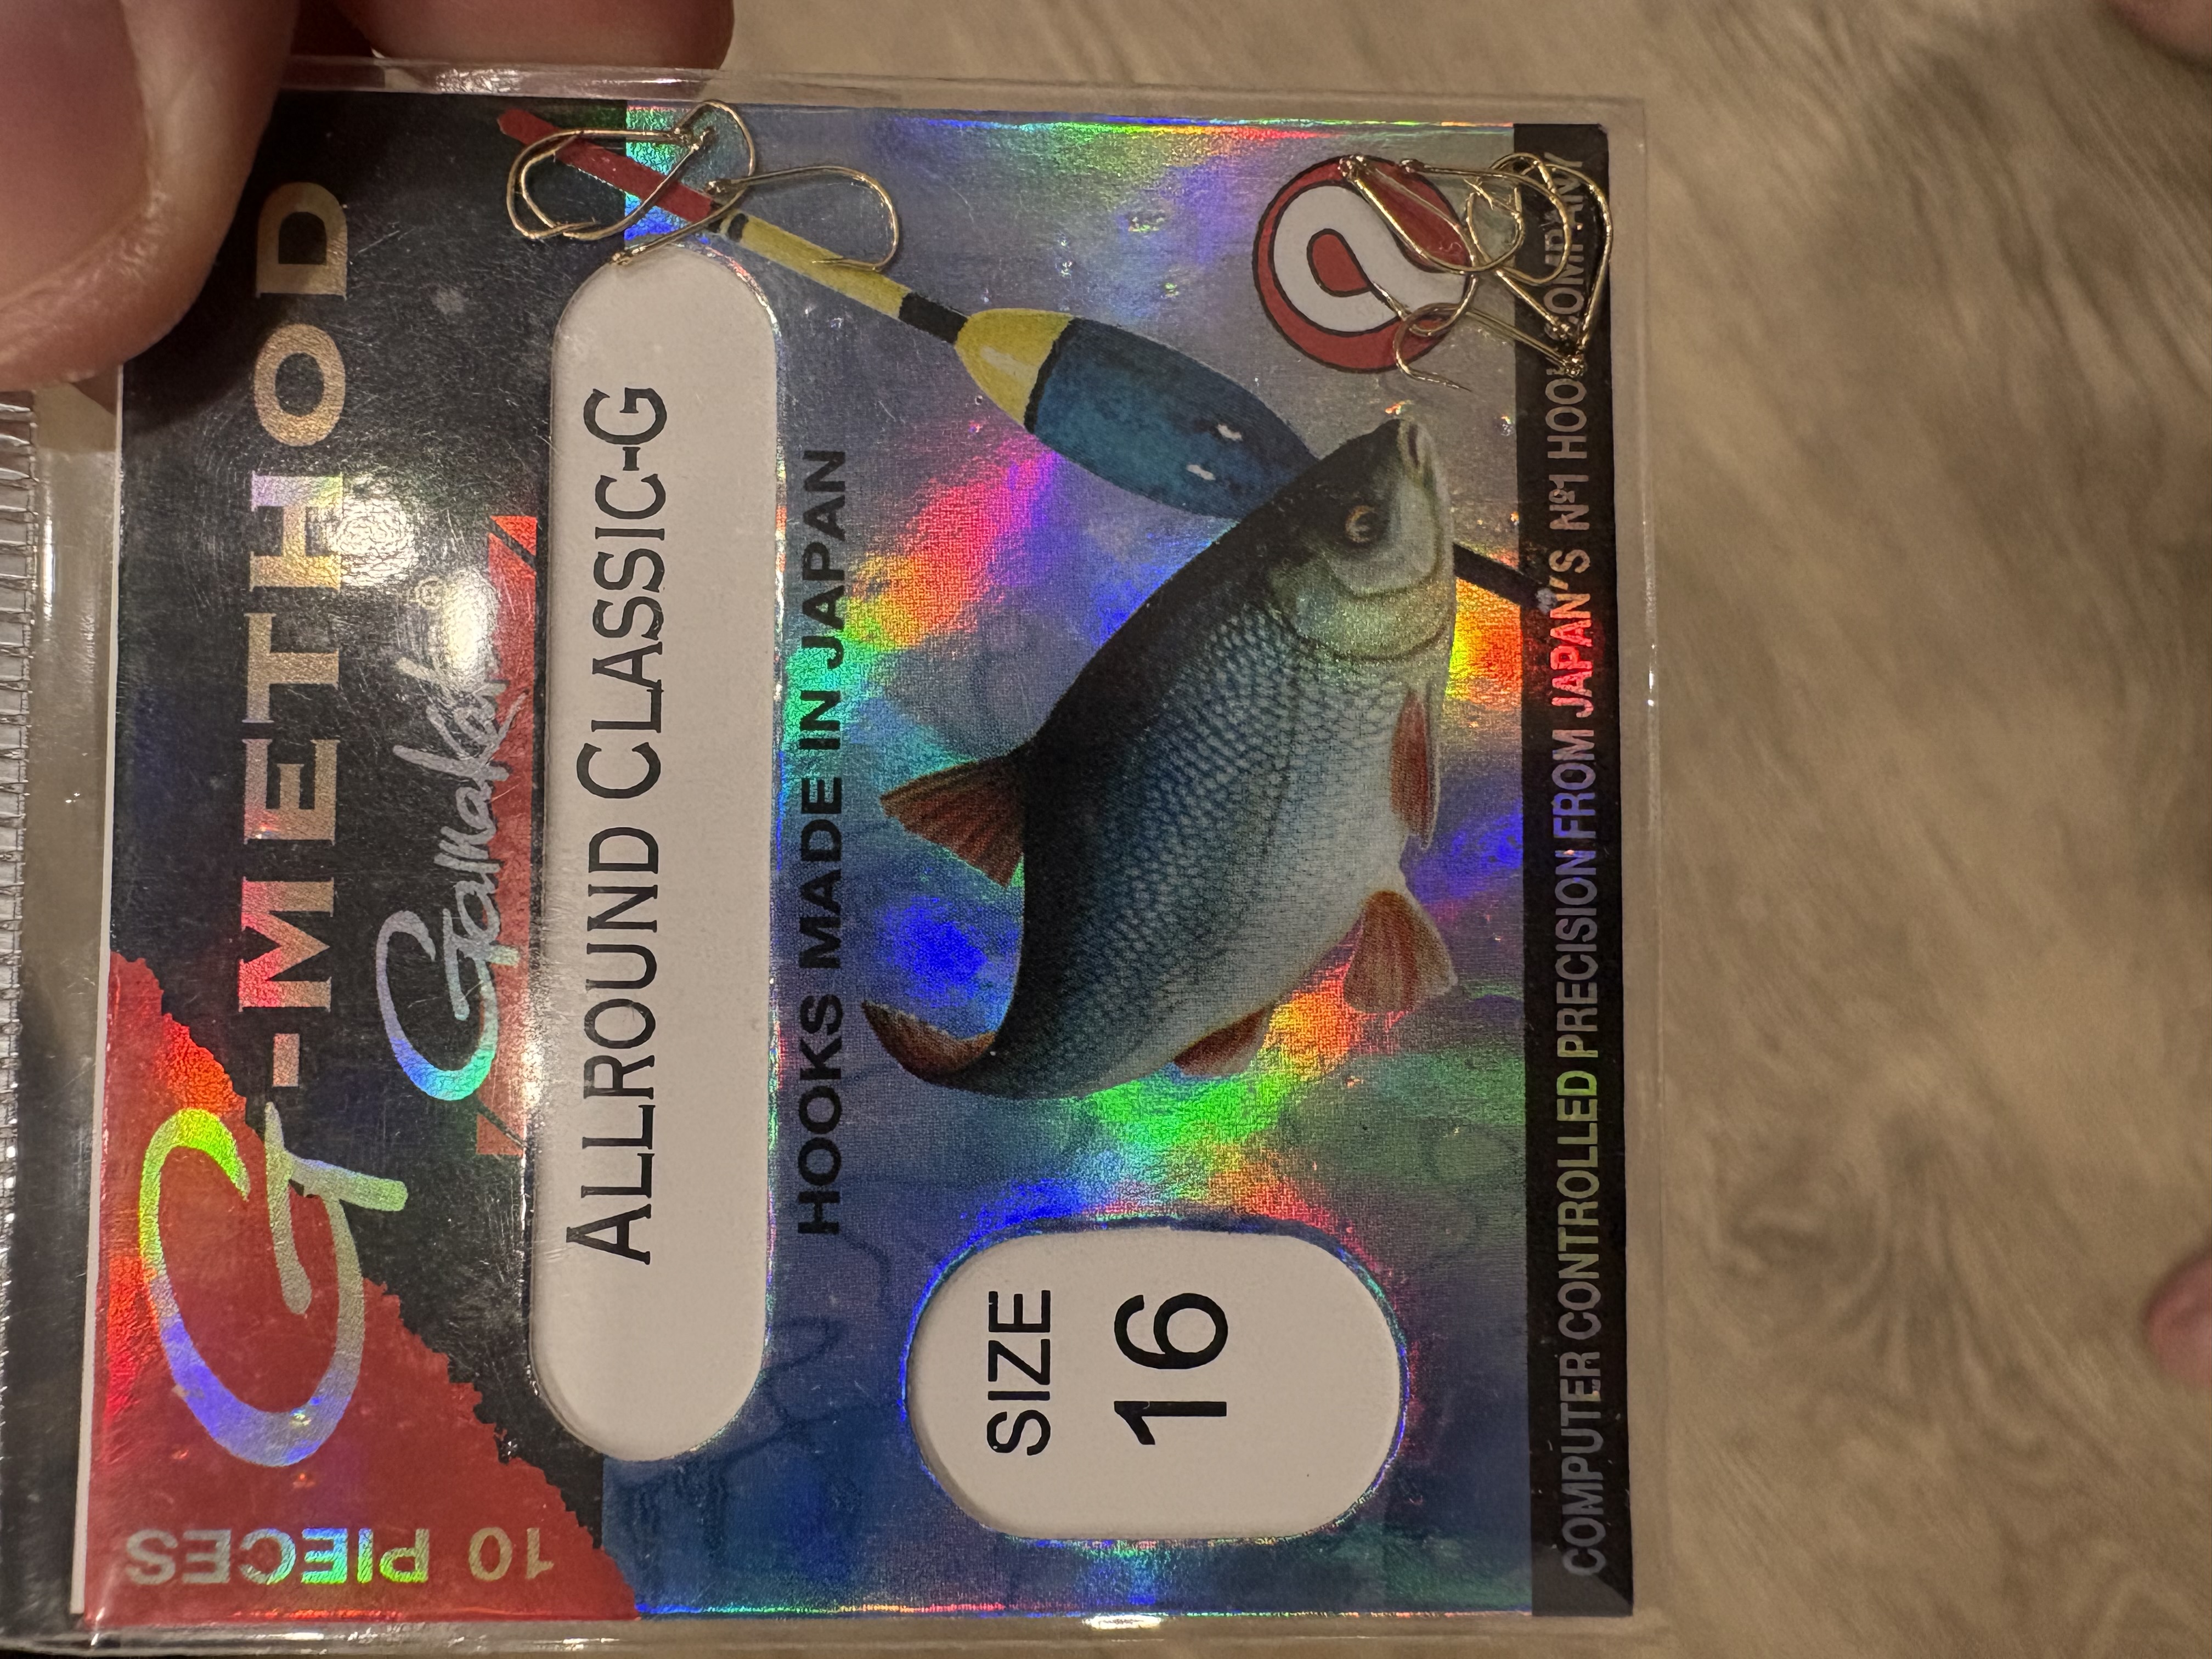 10 PIECES
G-METHOD
Gamakatsu®
ALLROUND CLASSIC-G
HOOKS MADE IN JAPAN
SIZE
16
COMPUTER CONTROLLED PRECISION FROM JAPAN'S Nº1 HOOK COMPANY